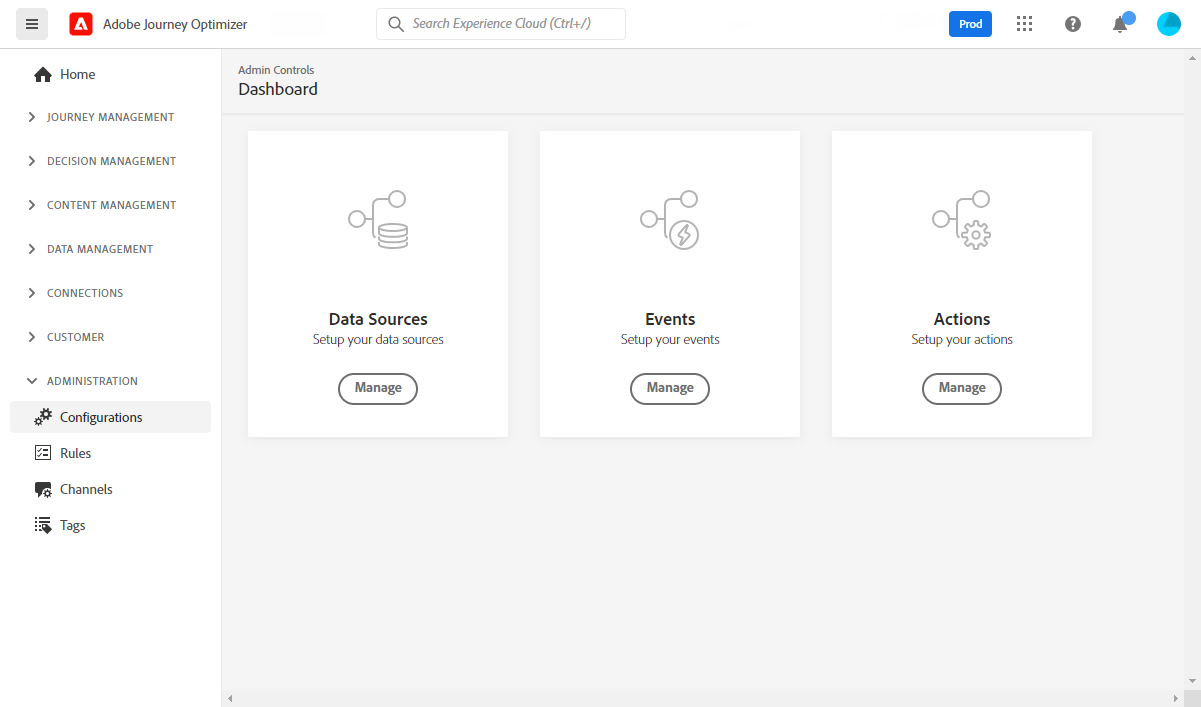 Adobe Journey Optimizer
Search Experience Cloud (Ctrl+/)
Prod
Home
JOURNEY MANAGEMENT
DECISION MANAGEMENT
CONTENT MANAGEMENT
DATA MANAGEMENT
CONNECTIONS
CUSTOMER
ADMINISTRATION
Configurations
Rules
Channels
Tags
Admin Controls
Dashboard
Data Sources
Setup your data sources
Manage
Events
Setup your events
Manage
Actions
Setup your actions
Manage